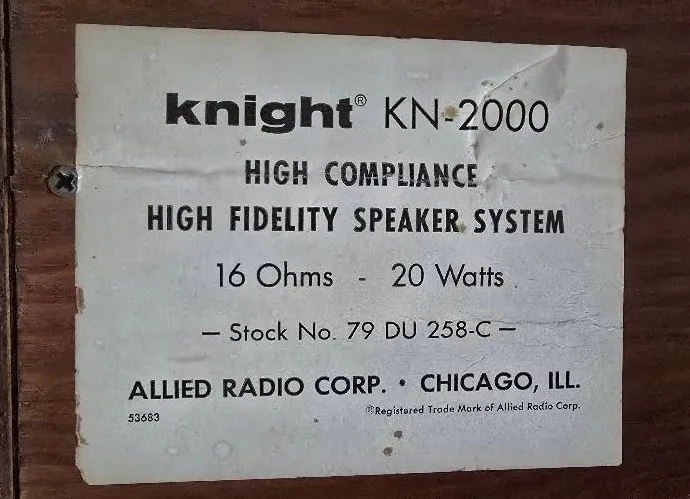 knight® KN-2000
HIGH COMPLIANCE
HIGH FIDELITY SPEAKER SYSTEM
16 Ohms - 20 Watts
— Stock No. 79 DU 258-C —
ALLIED RADIO CORP. • CHICAGO, ILL.
53683 ®Registered Trade Mark of Allied Radio Corp.